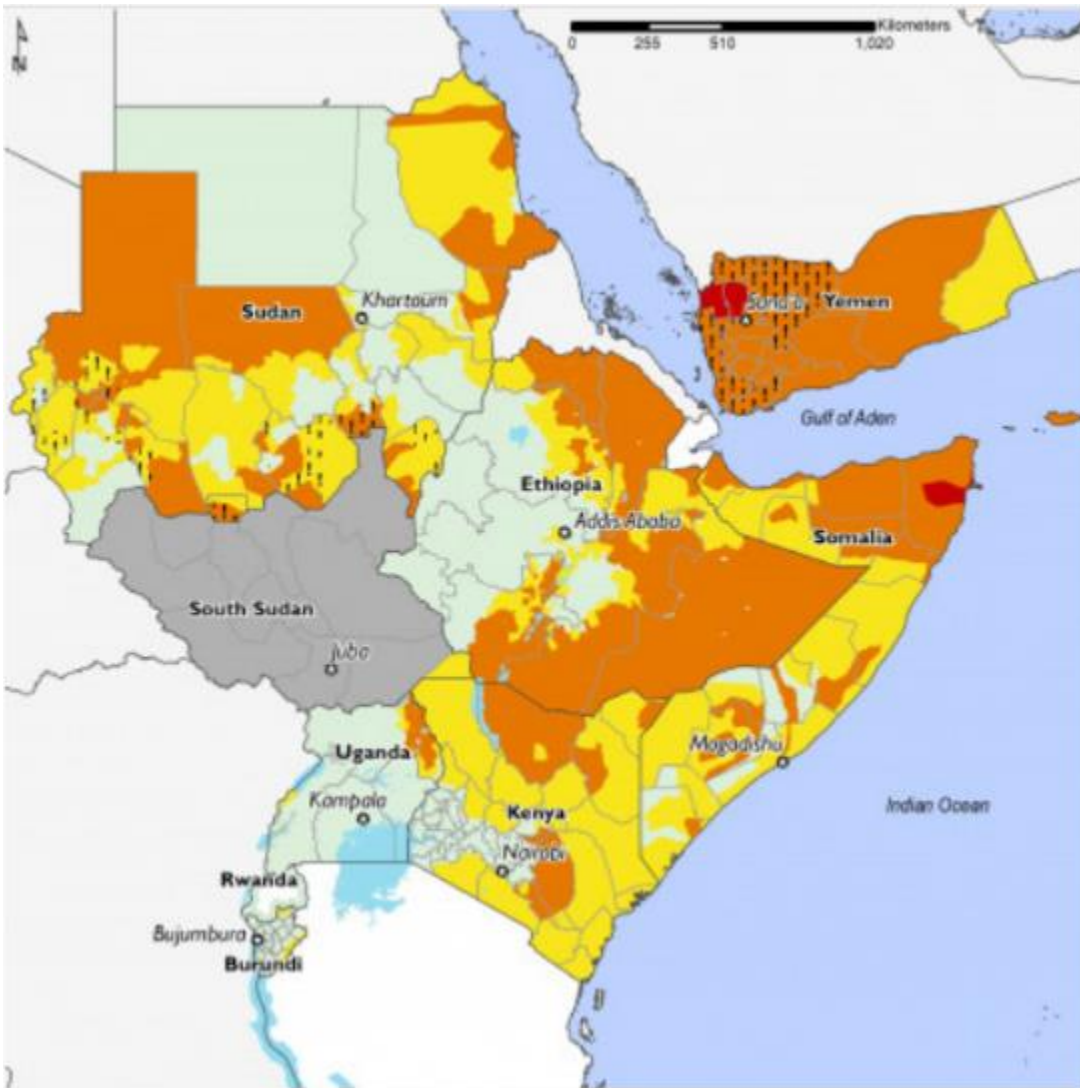 Kilometers
0 255 510 1,020
N
Khartoum
Sudan
Sana'a
Yemen
Gulf of Aden
Ethiopia
Addis Ababa
Somalia
South Sudan
Juba
Mogadishu
Uganda
Kampala
Kenya
Indian Ocean
Nairobi
Rwanda
Bujumbura
Burundi